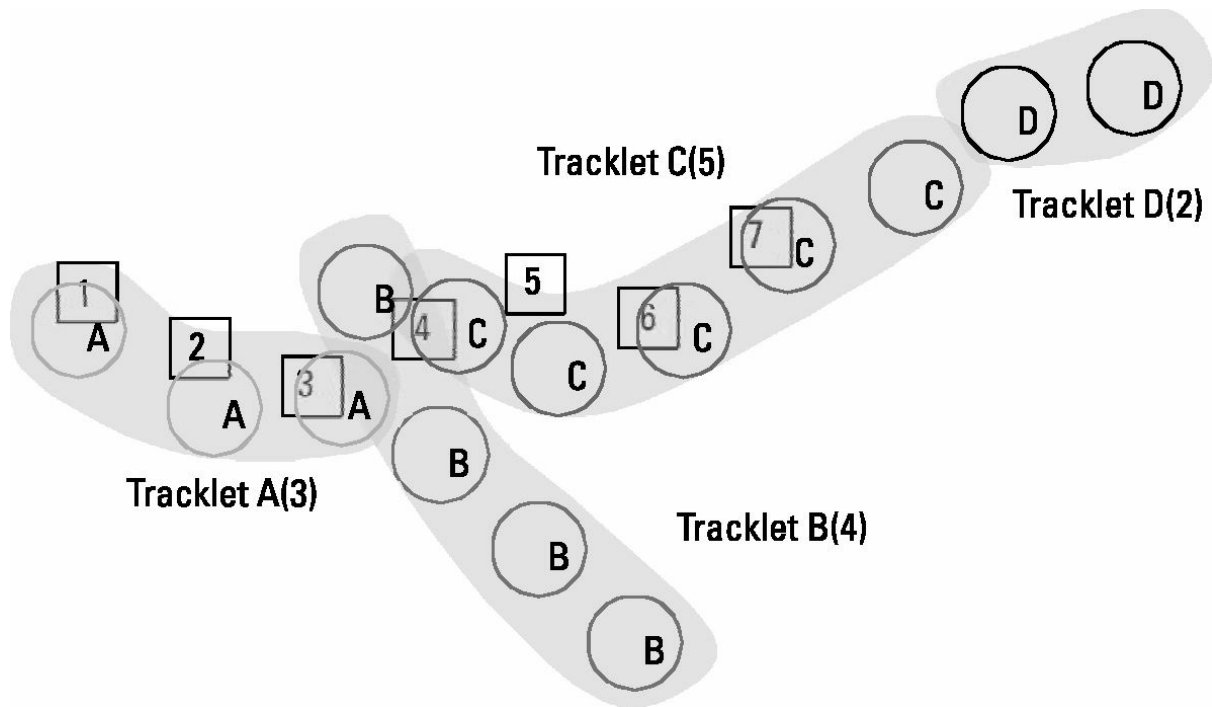 D
D
Tracklet C(5)
C
Tracklet D(2)
7
C
1
5
B
A
4
C
6
C
2
C
3
A
A
B
Tracklet A(3)
Tracklet B(4)
B
B